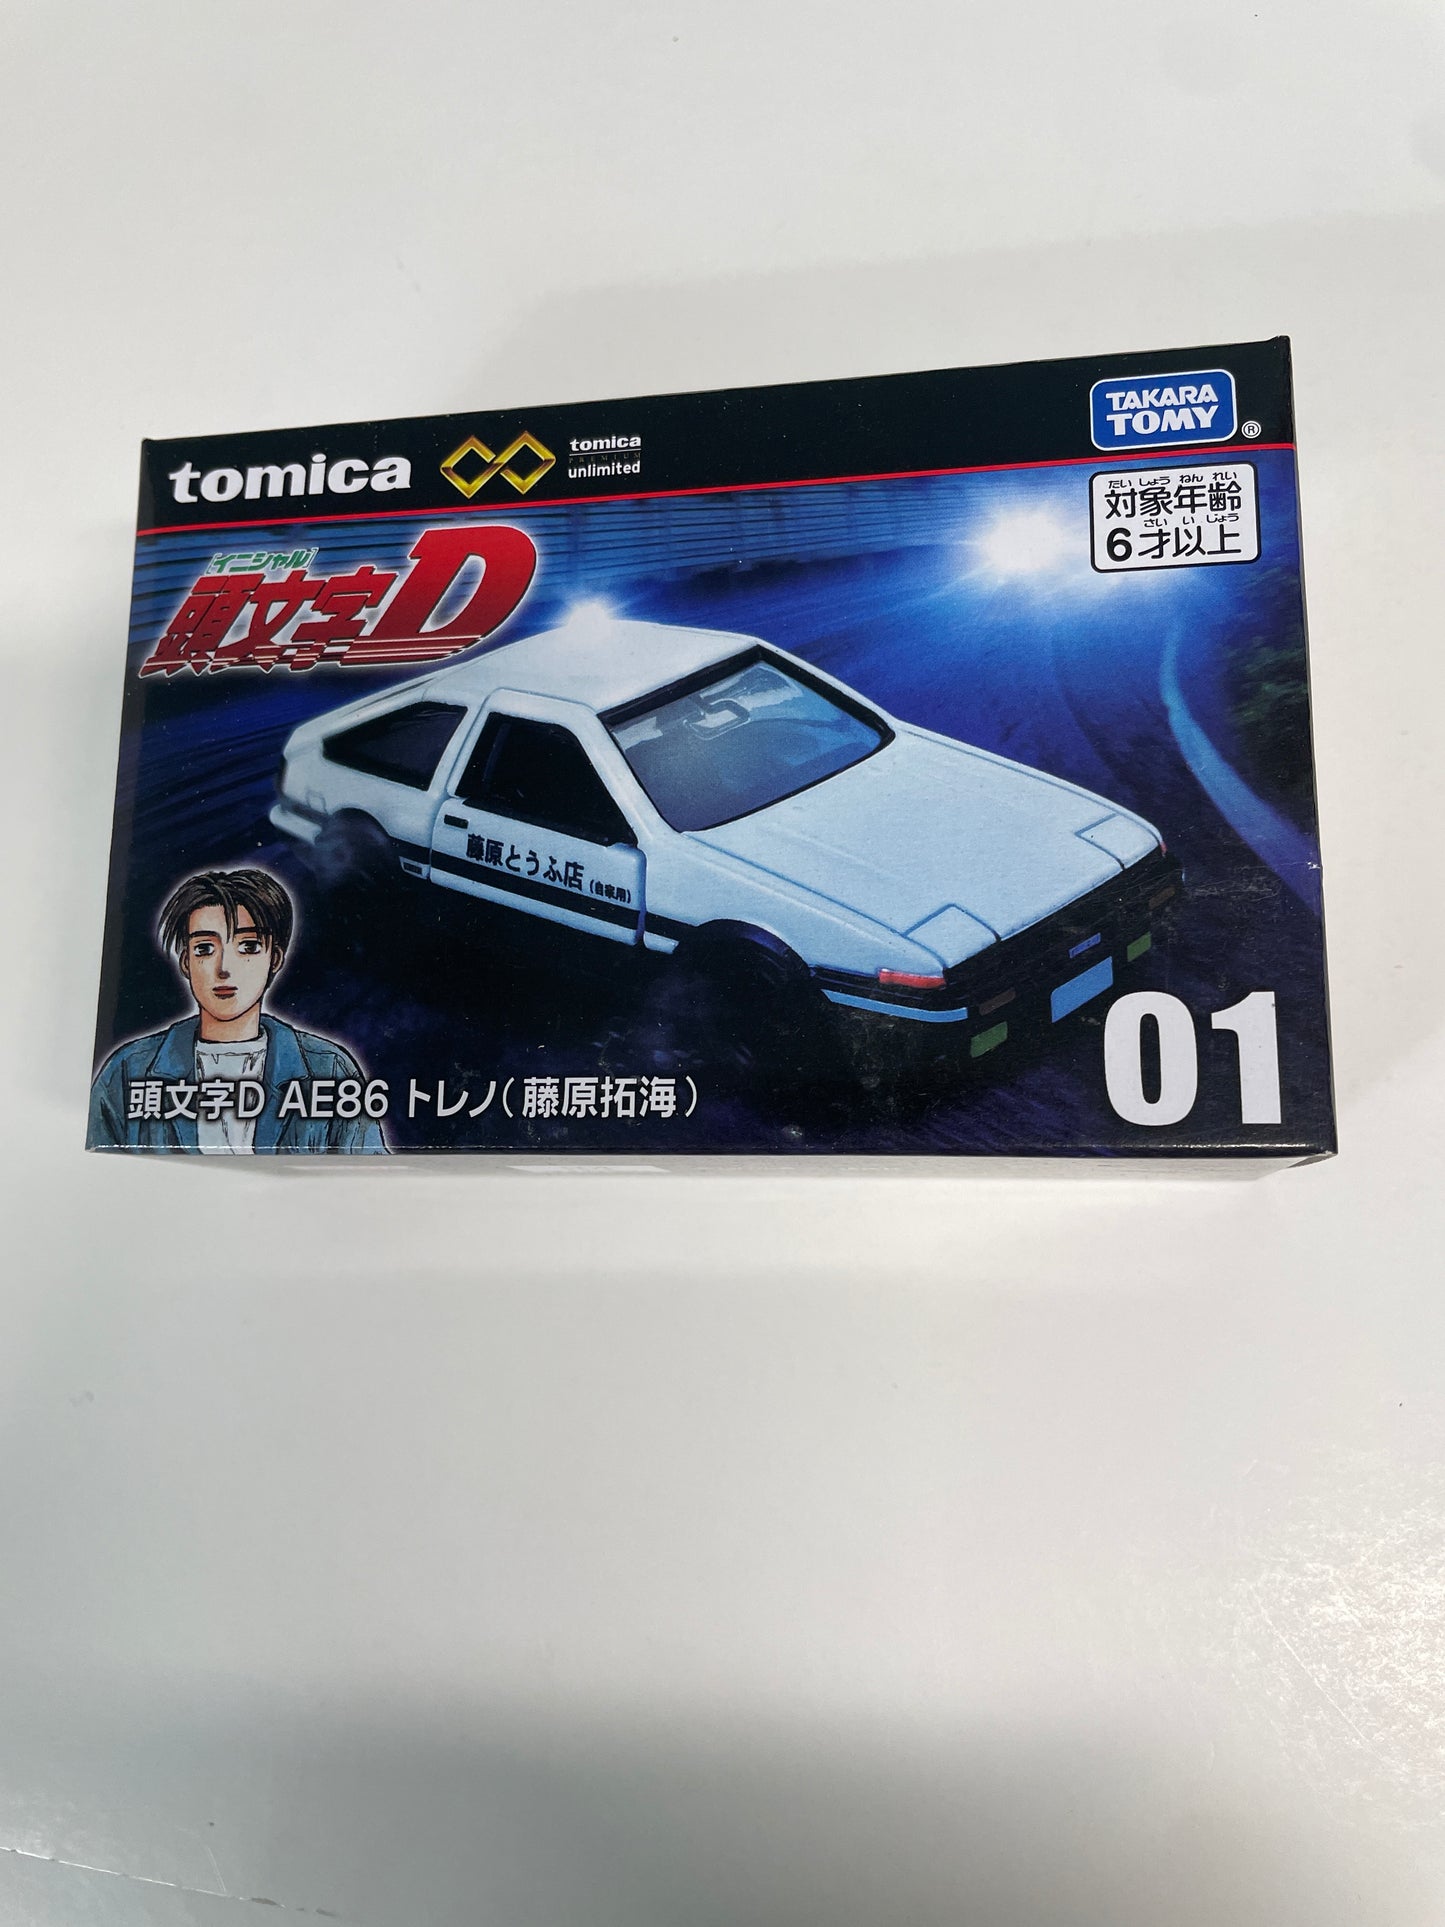 TAKARA
TOMY
®
tomica
tomica
PREMIUM
unlimited
たいしょうねんれい
対象年齢
さいいじょう
6才以上
イニシャル
頭文字D
藤原とうふ店(自家用)
頭文字D AE86 トレノ(藤原拓海)
01